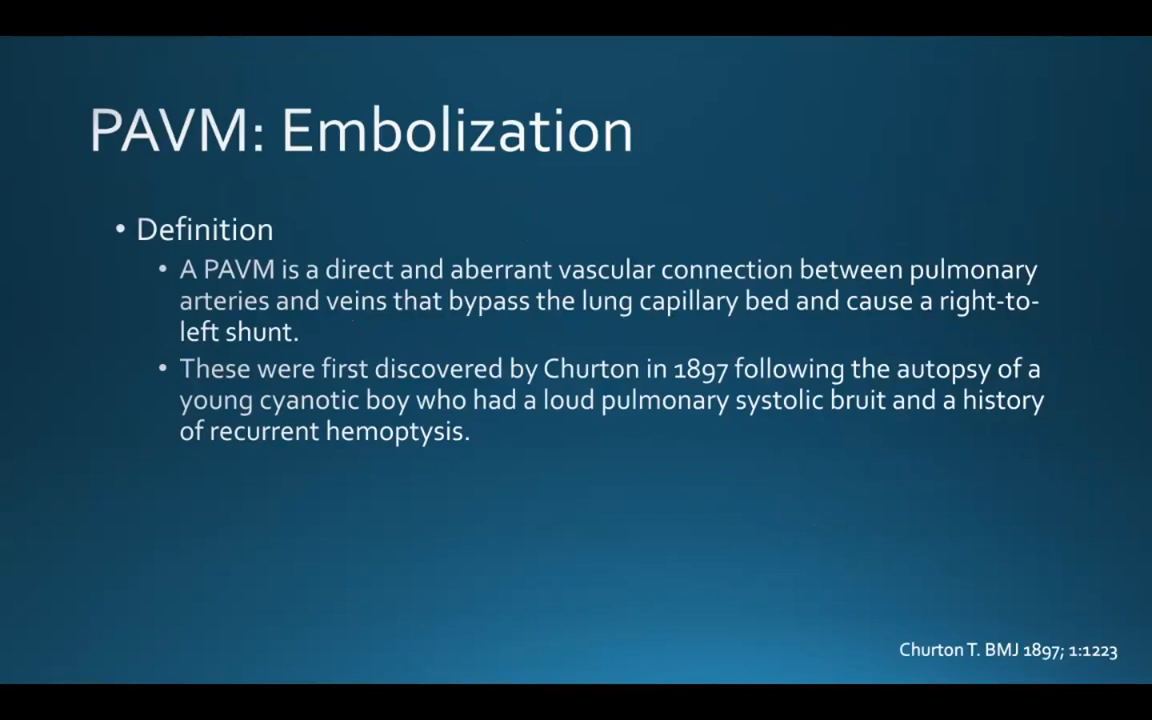 PAVM: Embolization
• Definition
• A PAVM is a direct and aberrant vascular connection between pulmonary
arteries and veins that bypass the lung capillary bed and cause a right-to-
left shunt.
• These were first discovered by Churton in 1897 following the autopsy of a
young cyanotic boy who had a loud pulmonary systolic bruit and a history
of recurrent hemoptysis.
Churton T. BMJ 1897; 1:1223